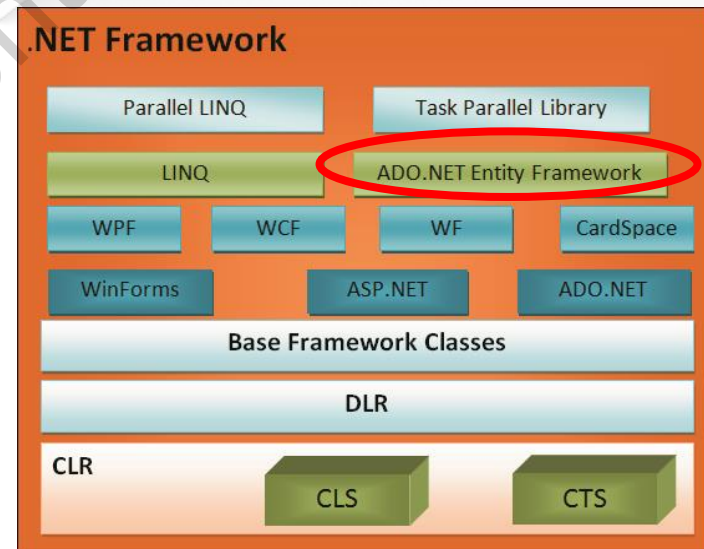 .NET Framework
Parallel LINQ Task Parallel Library
LINQ ADO.NET Entity Framework
WPF WCF WF CardSpace
WinForms ASP.NET ADO.NET
Base Framework Classes
DLR
CLR
CLS CTS